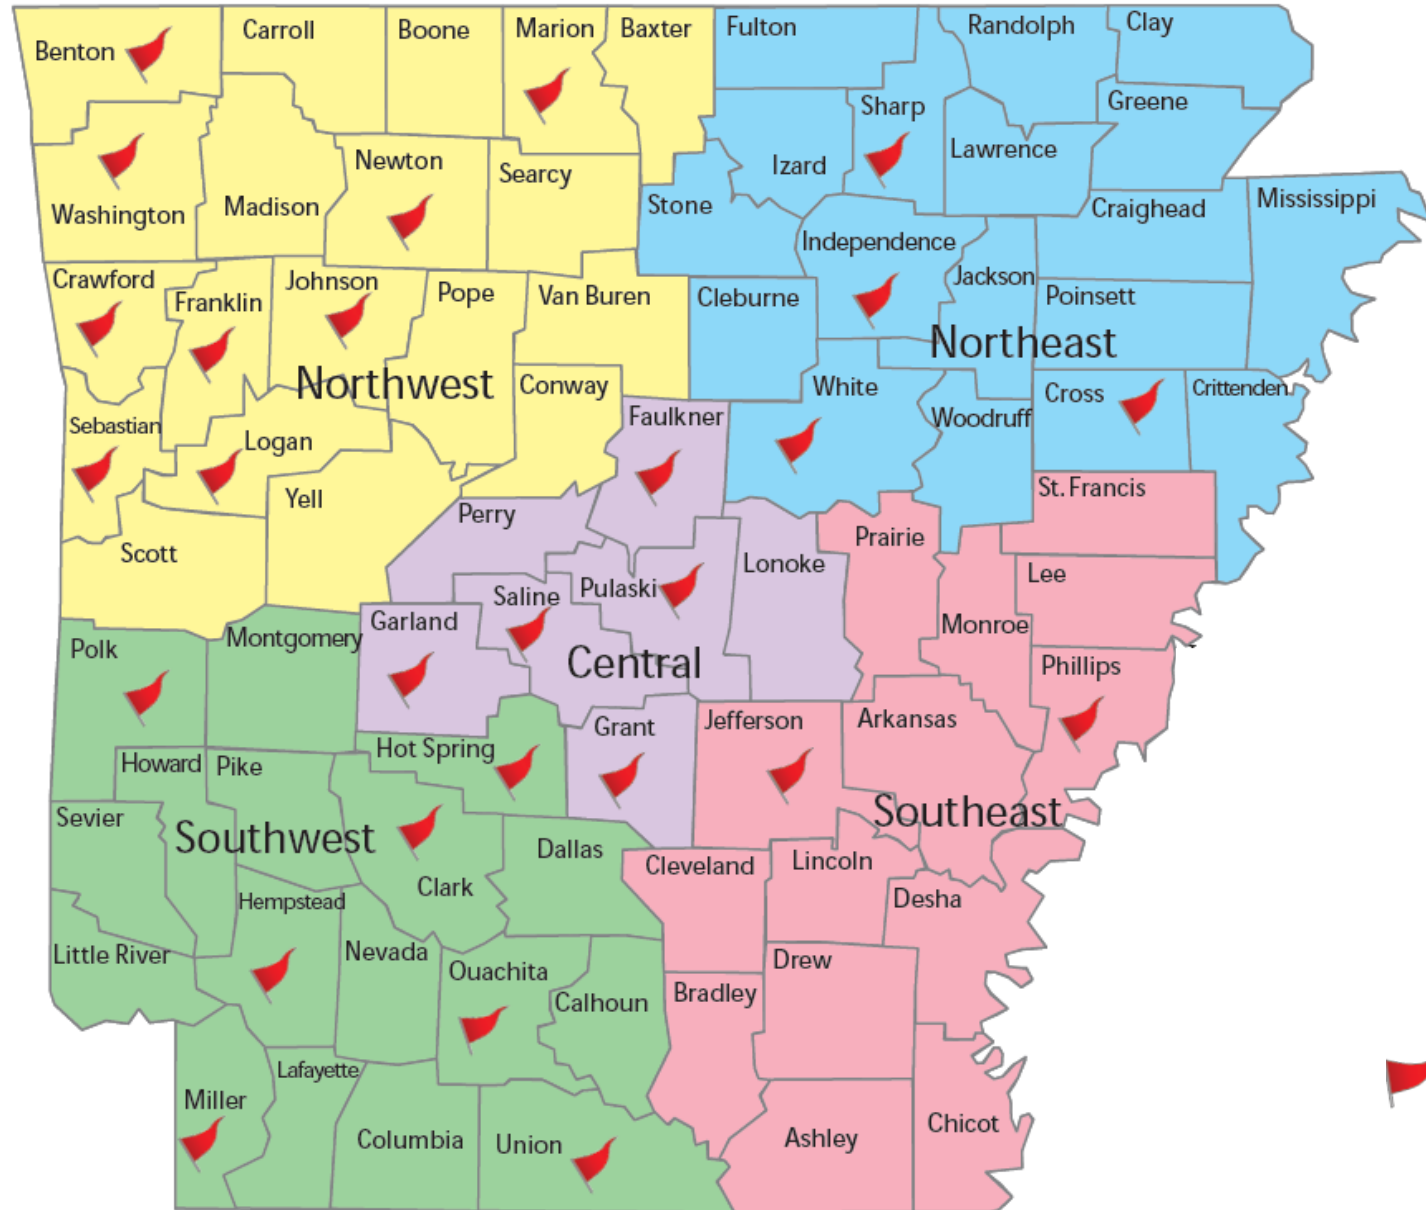 Benton
Carroll
Boone
Marion
Baxter
Fulton
Randolph
Clay
Greene
Sharp
Lawrence
Izard
Newton
Searcy
Washington
Madison
Stone
Craighead
Mississippi
Independence
Jackson
Crawford
Franklin
Johnson
Pope
Van Buren
Cleburne
Poinsett
Northeast
Northwest
Conway
White
Cross
Crittenden
Woodruff
Sebastian
Logan
Faulkner
St. Francis
Yell
Perry
Prairie
Scott
Lonoke
Lee
Saline
Pulaski
Garland
Monroe
Polk
Montgomery
Central
Phillips
Hot Spring
Grant
Jefferson
Arkansas
Howard
Pike
Sevier
Southwest
Southeast
Dallas
Cleveland
Lincoln
Clark
Hempstead
Desha
Little River
Nevada
Ouachita
Calhoun
Drew
Bradley
Lafayette
Miller
Columbia
Union
Ashley
Chicot